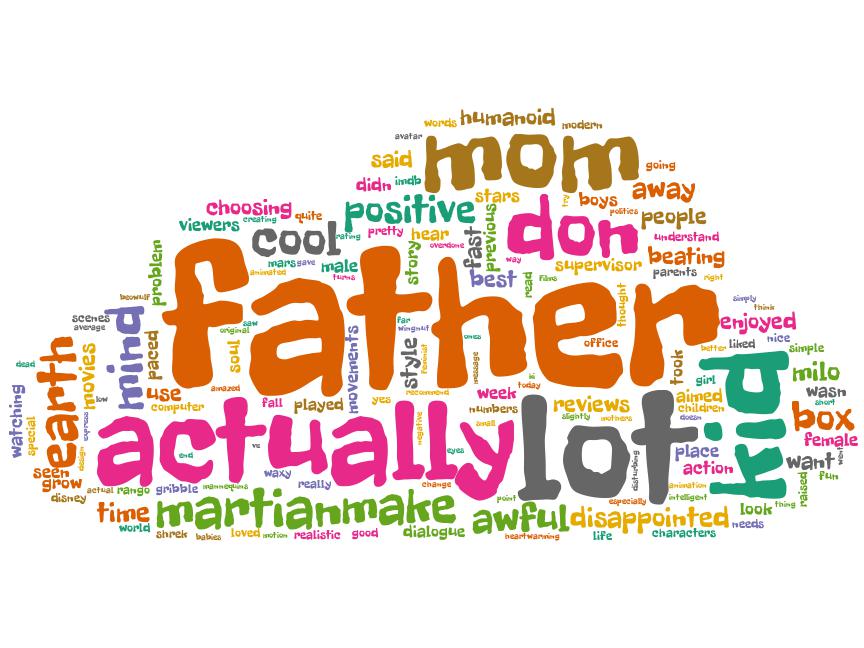 words humanoid modern
avatar
said mom going
didn imdb away
stars try boys
choosing positive politics people
creating quite previous don
viewers pretty hear understand
rating fast
cool overdone way
problem story supervisor beating
mars gave male best parents
animated turns read films right
beowulf father thought simply
scenes mind saw far think
average original wingnut enjoyed
paced soul movements style omies office nice
dead better liked
earth movies feminist message took simple
amazed recommend today girl milo
watching low use yes week aimed wasn
computer fall played numbers reviews children short
special express actually negative small slightly mothers doesn kid box
design lot female
end vs eyes disturbing place want well
seen waxy really action fun
grow change raised
disney actual rango gribble mannequins animation intelligent
time martian make point especially look thing
world awful disappointed needs
shrek babies loved motion realistic good dialogue heartwarming life characters